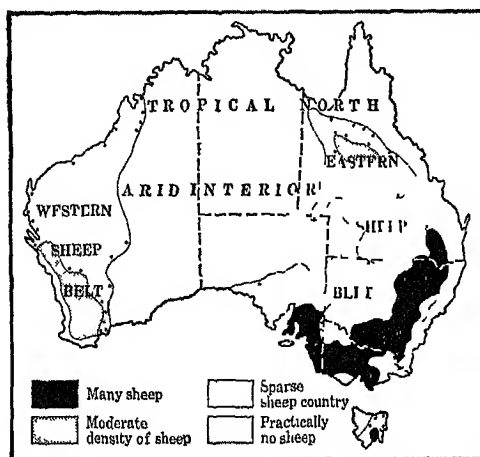 TROPICAL NORTH
EASTERN
ARID INTERIOR
WESTERN
SHEEP
SHEEP
BELT
BELT
Many sheep
Sparse
sheep country
Moderate
density of sheep
Practically
no sheep